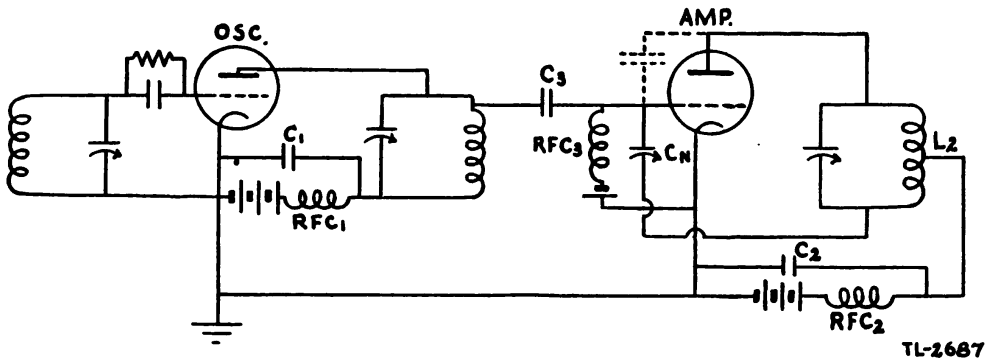 OSC.
AMP.
C3
C1
RFC3
CN
L2
RFC1
C2
RFC2
TL-2687